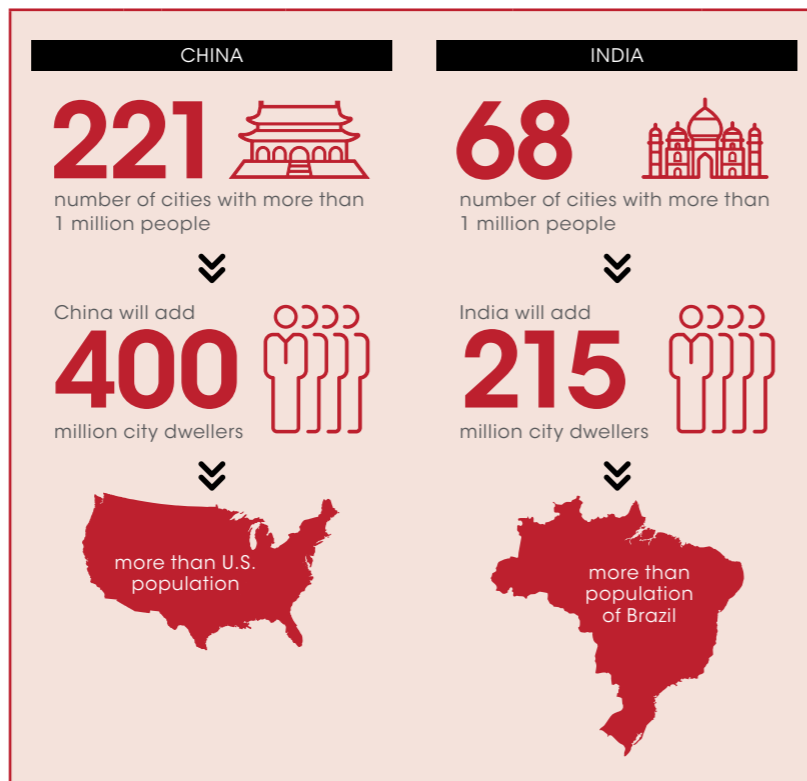 CHINA
221
number of cities with more than
1 million people
China will add
400
million city dwellers
more than U.S.
population
INDIA
68
number of cities with more than
1 million people
India will add
215
million city dwellers
more than
population
of Brazil